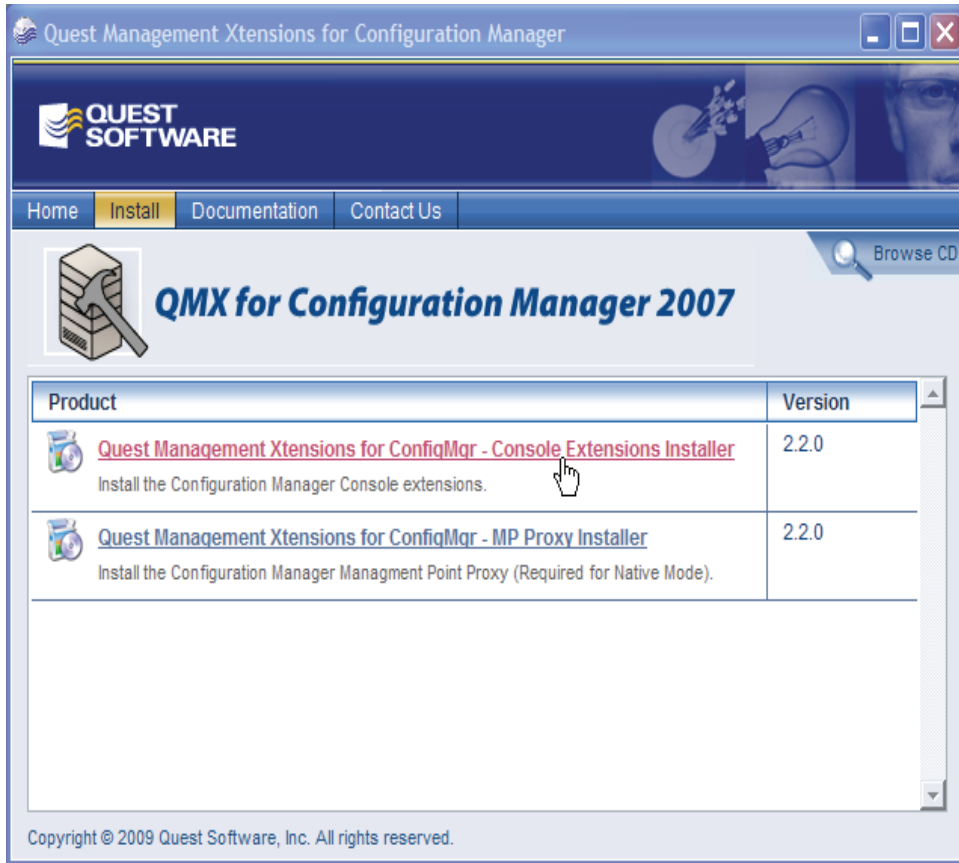 Quest Management Xtensions for Configuration Manager
QUEST
SOFTWARE
Home Install Documentation Contact Us
Browse CD
QMX for Configuration Manager 2007
Product Version
Quest Management Xtensions for ConfigMgr - Console Extensions Installer 2.2.0
Install the Configuration Manager Console extensions.
Quest Management Xtensions for ConfigMgr - MP Proxy Installer 2.2.0
Install the Configuration Manager Managment Point Proxy (Required for Native Mode).
Copyright © 2009 Quest Software, Inc. All rights reserved.